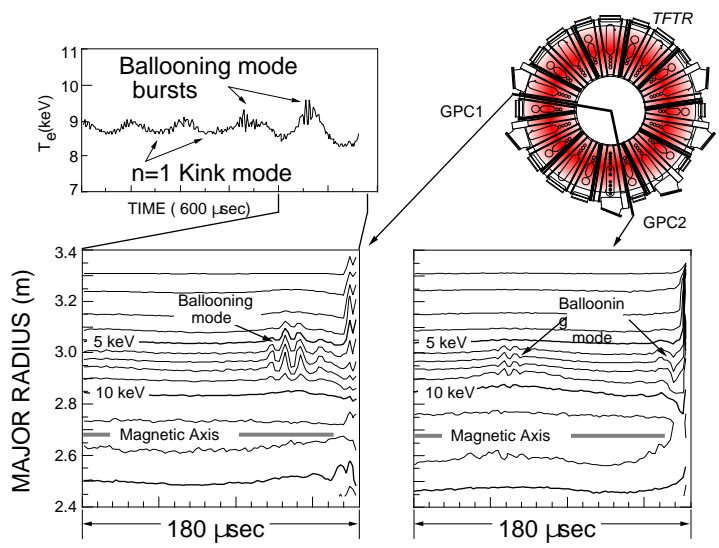 TFTR
11
10
9
8
7
T_e(keV)
Ballooning mode
bursts
n=1 Kink mode
TIME ( 600 µsec)
GPC1
GPC2
MAJOR RADIUS (m)
3.4
3.2
3.0
2.8
2.6
2.4
Ballooning
mode
5 keV
10 keV
Magnetic Axis
180 µsec
Balloonin
g
mode
5 keV
10 keV
Magnetic Axis
180 µsec